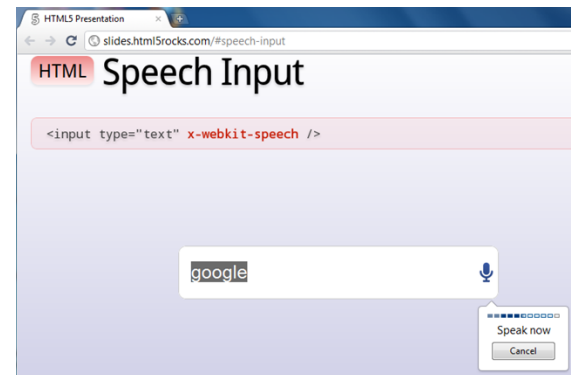 HTML5 Presentation
slides.html5rocks.com/#speech-input
HTML Speech Input
<input type="text" x-webkit-speech />
google
Speak now
Cancel